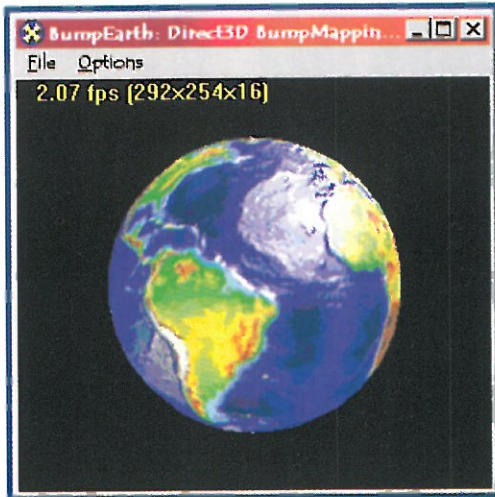 BumpEarth: Direct3D BumpMappin...
File Options
2.07 fps (292x254x16)